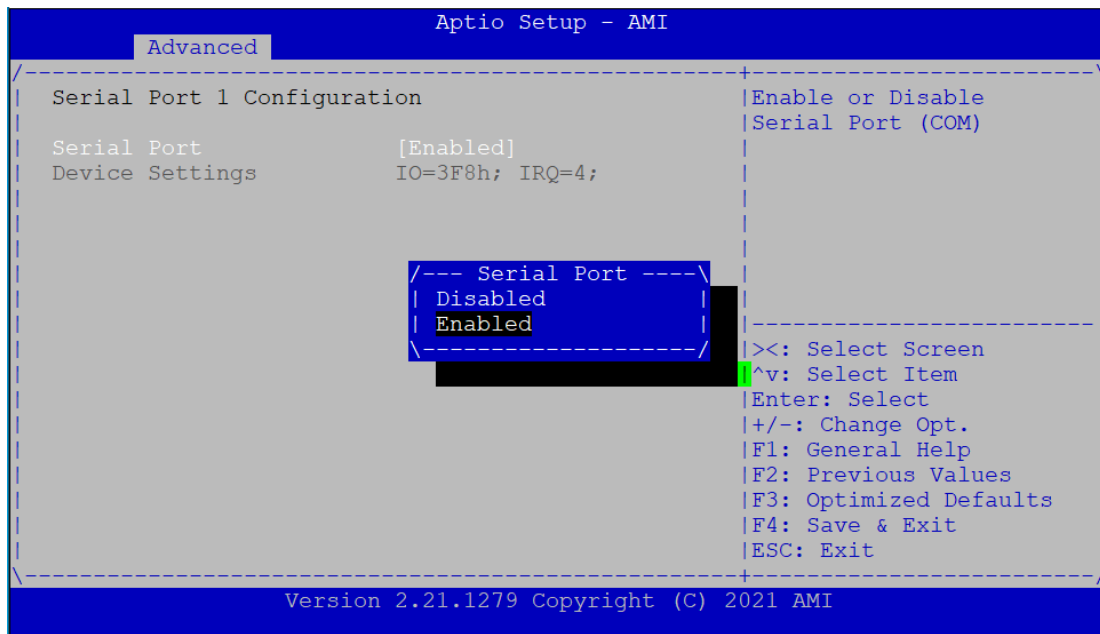 Aptio Setup - AMI
Advanced
/----------------------------------------------------+-------------------------\
| Serial Port 1 Configuration |Enable or Disable
| |Serial Port (COM)
| Serial Port [Enabled] |
| Device Settings IO=3F8h; IRQ=4; |
| |
| |
| |
| /--- Serial Port ----\ |
| | Disabled | |
| | Enabled | |-------------------------
| \--------------------/ |><: Select Screen
| |^v: Select Item
| |Enter: Select
| |+/-: Change Opt.
| |F1: General Help
| |F2: Previous Values
| |F3: Optimized Defaults
| |F4: Save & Exit
| |ESC: Exit
\----------------------------------------------------+-------------------------/
Version 2.21.1279 Copyright (C) 2021 AMI